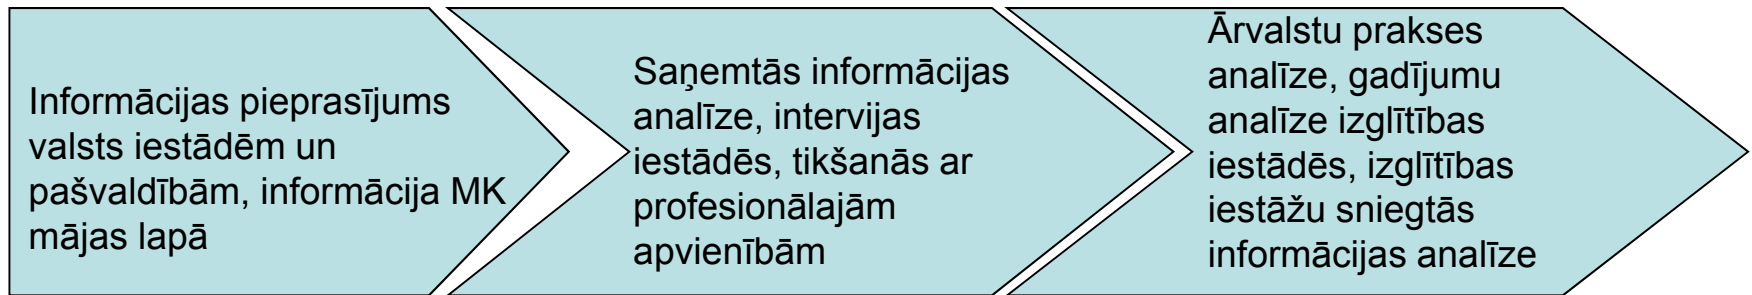 Informācijas pieprasījums
valsts iestādēm un
pašvaldībām, informācija MK
mājas lapā
Saņemtās informācijas
analīze, intervijas
iestādēs, tikšanās ar
profesionālajām
apvienībām
Ārvalstu prakses
analīze, gadījumu
analīze izglītības
iestādēs, izglītības
iestāžu sniegtās
informācijas analīze